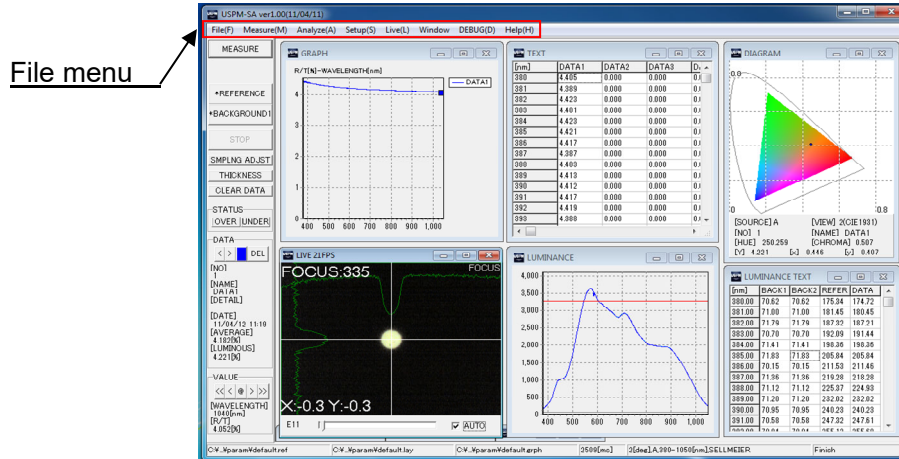 USPM-SA ver1.00(11/04/11)
File(F) Measure(M) Analyze(A) Setup(S) Live(L) Window DEBUG(D) Help(H)
File menu
MEASURE
*REFERENCE
*BACKGROUND1
STOP
SMPLNG ADJST
THICKNESS
CLEAR DATA
STATUS
OVER UNDER
DATA
< > DEL
[NO]
1
[NAME]
DATA1
[DETAIL]
[DATE]
11/04/12 11:19
[AVERAGE]
4.182[%]
[LUMINOUS]
4.221[%]
VALUE
<< < > >>
[WAVELENGTH]
1040[nm]
[R/T]
4.052[%]
GRAPH
R/T[%]-WAVELENGTH[nm]
DATA1
4
3
2
1
0
400 500 600 700 800 900 1,000
TEXT
[nm] DATA1 DATA2 DATA3
380 4.405 0.000 0.000
381 4.389 0.000 0.000
382 4.423 0.000 0.000
383 4.401 0.000 0.000
384 4.423 0.000 0.000
385 4.421 0.000 0.000
386 4.417 0.000 0.000
387 4.387 0.000 0.000
388 4.403 0.000 0.000
389 4.413 0.000 0.000
390 4.412 0.000 0.000
391 4.417 0.000 0.000
392 4.419 0.000 0.000
393 4.388 0.000 0.000
DIAGRAM
0.9
0 0.8
[SOURCE] A [VIEW] 2(CIE1931)
[NO] 1 [NAME] DATA1
[HUE] 250.259 [CHROMA] 0.507
[Y] 4.221 [x] 0.446 [y] 0.407
LIVE 21FPS
FOCUS:335
FOCUS
X:-0.3 Y:-0.3
E11
AUTO
LUMINANCE
4,000
3,500
3,000
2,500
2,000
1,500
1,000
500
0
400 500 600 700 800 900 1,000
LUMINANCE TEXT
[nm] BACK1 BACK2 REFER DATA
380.00 70.62 70.62 175.34 174.72
381.00 71.00 71.00 181.45 180.45
382.00 71.79 71.79 187.32 187.21
383.00 70.70 70.70 192.09 191.44
384.00 71.41 71.41 198.36 198.36
385.00 71.83 71.83 205.84 205.84
386.00 70.15 70.15 211.53 211.46
387.00 71.36 71.36 219.28 218.28
388.00 71.12 71.12 225.37 224.93
389.00 71.20 71.20 232.02 232.02
390.00 70.95 70.95 240.23 240.23
391.00 70.58 70.58 247.32 247.61
C:¥..¥param¥default.ref C:¥..¥param¥default.lay C:¥..¥param¥default.grph 2509[ms] 2[deg],A,380-1050[nm],SELLMEIER Finish